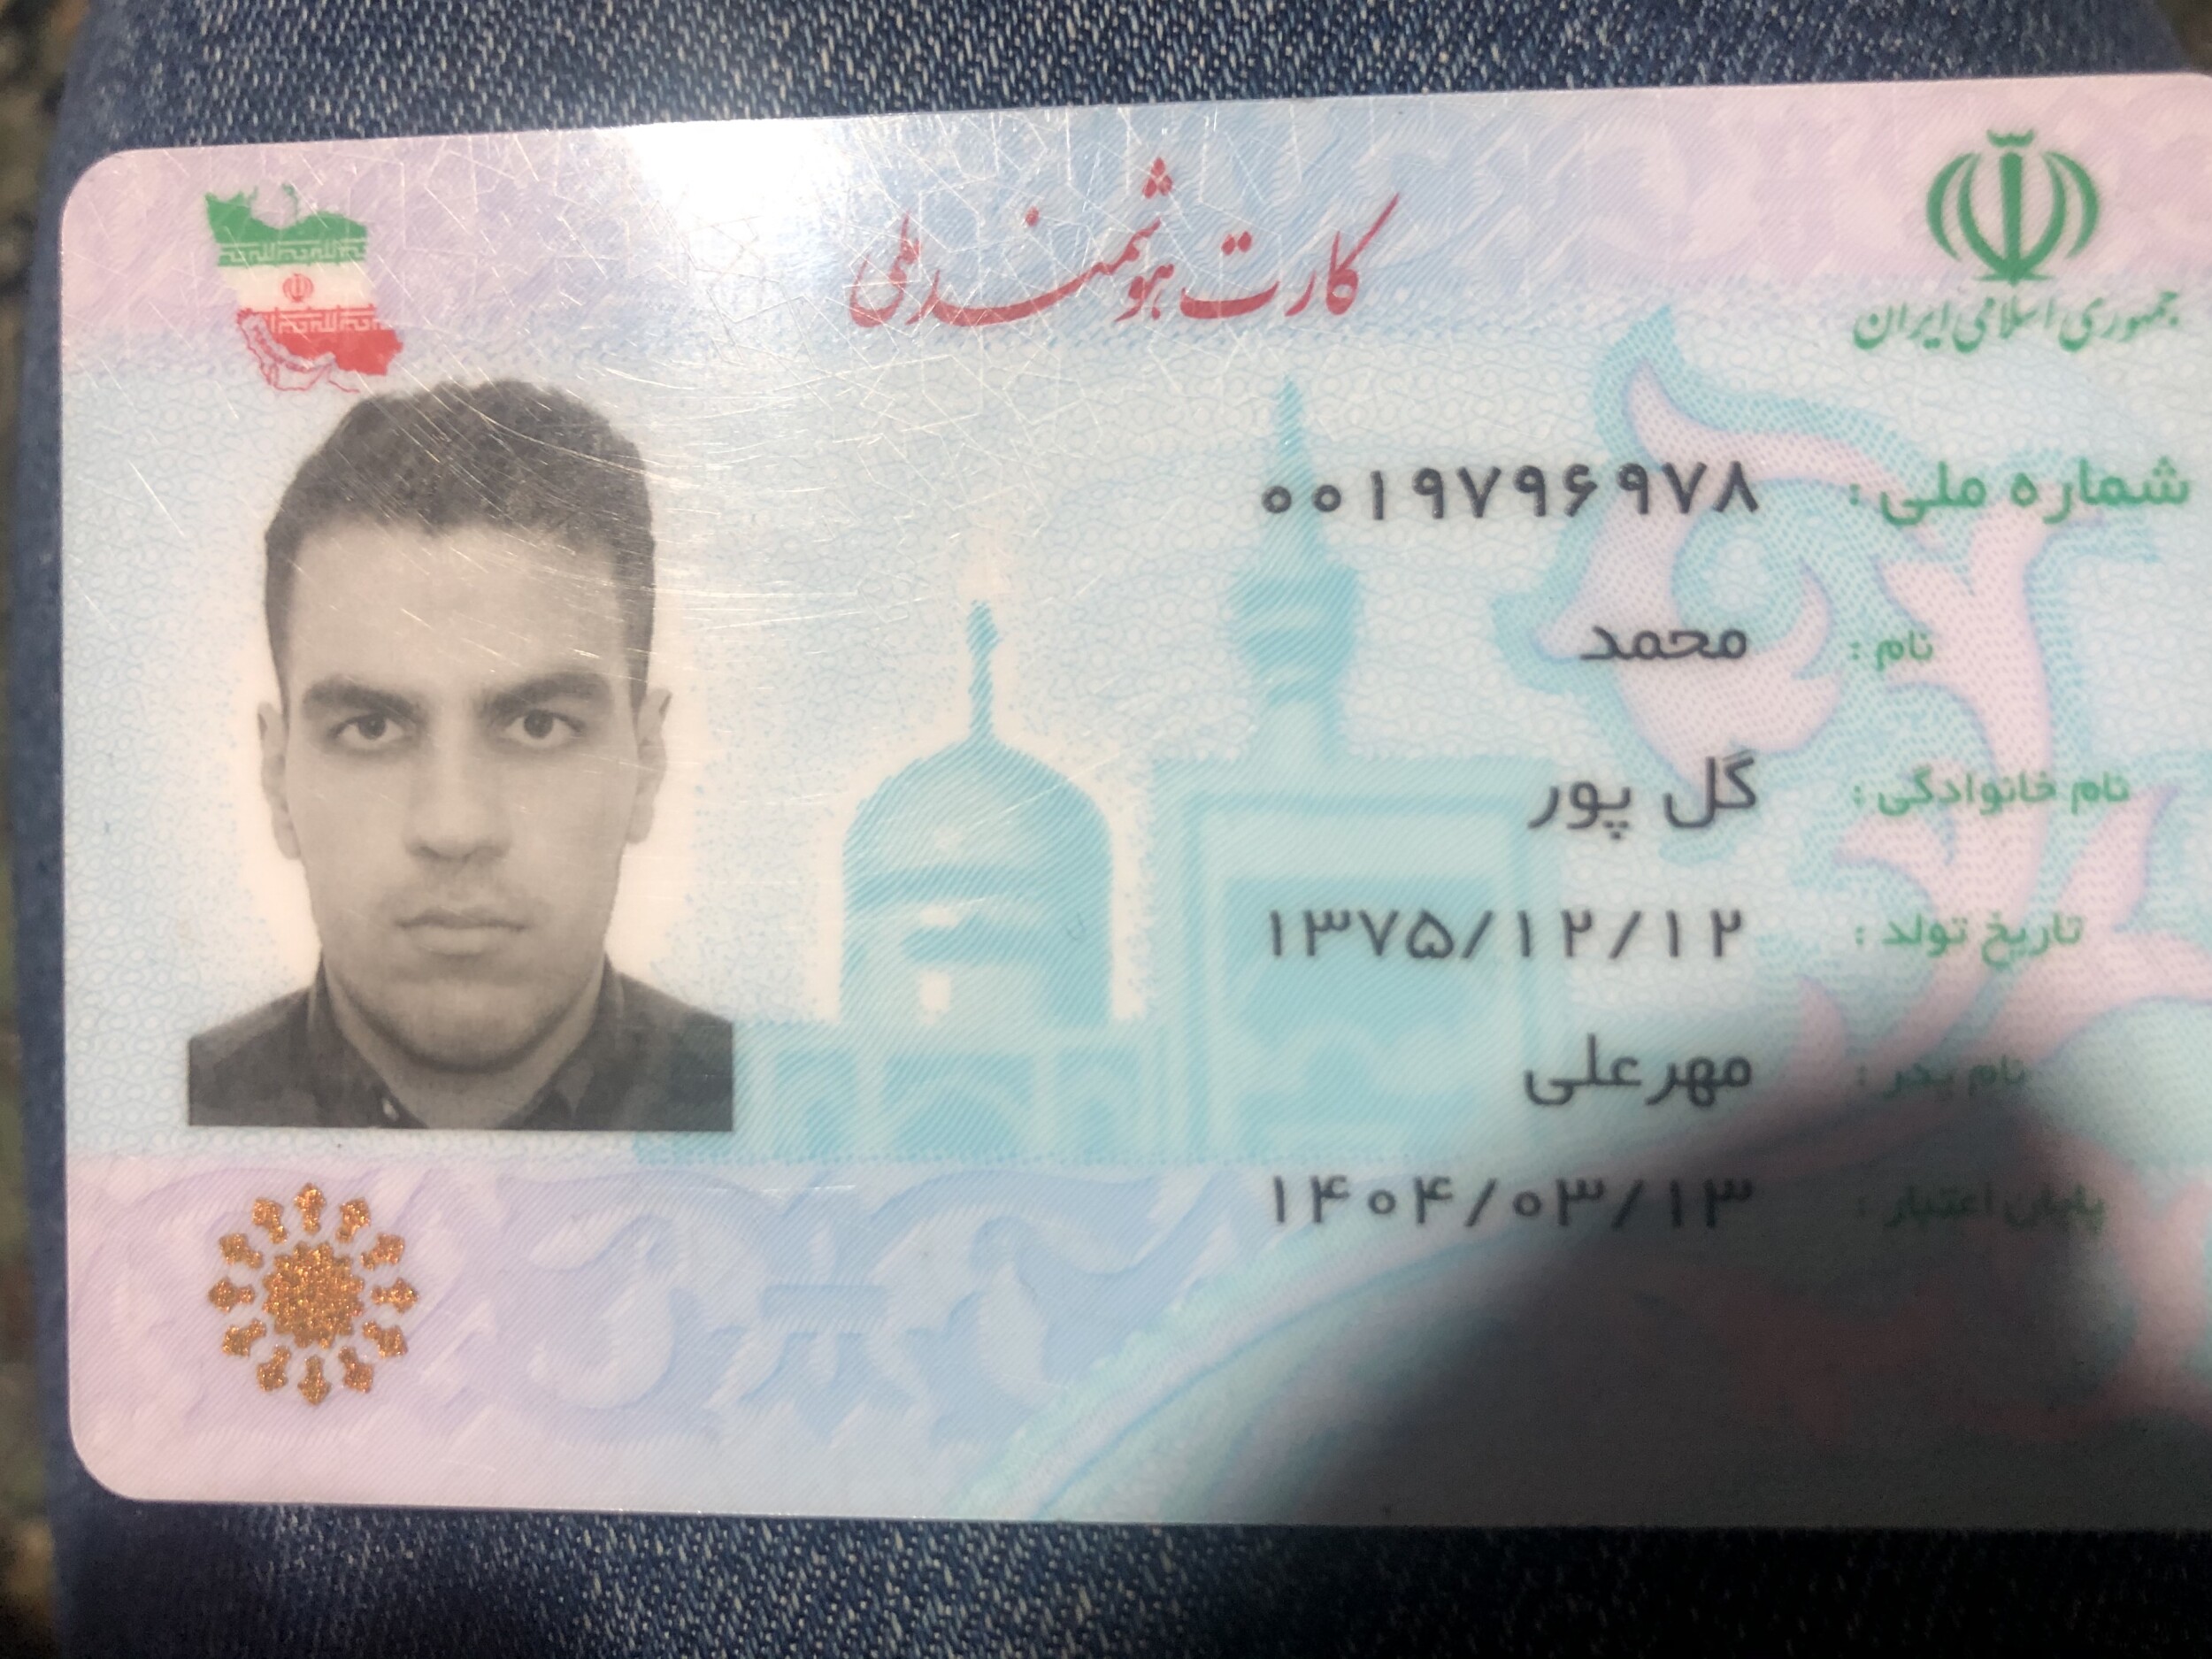 جمهوری اسلامی ایران
کارت هوشمند ملی
شماره ملی : ۰۰۱۹۷۹۶۹۷۸
نام : محمد
نام خانوادگی : گل پور
تاریخ تولد : ۱۳۷۵/۱۲/۱۲
نام پدر : مهرعلی
پایان اعتبار : ۱۴۰۴/۰۳/۱۳